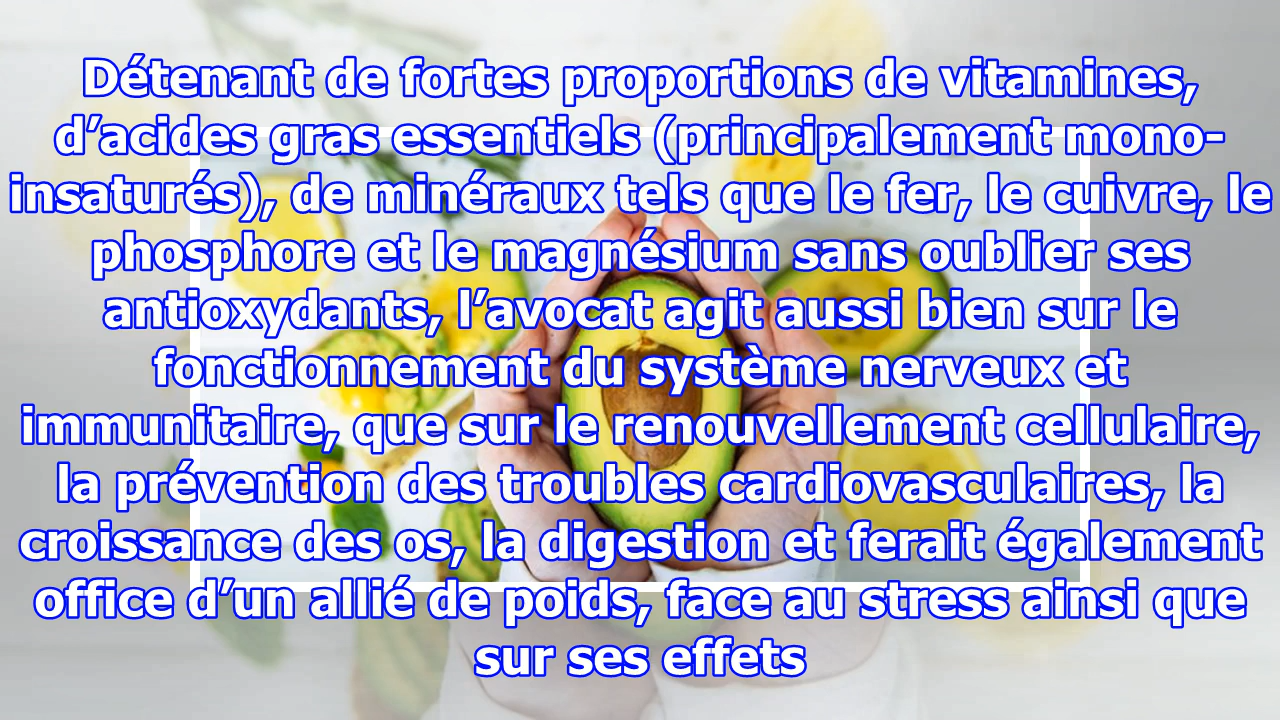 Détenant de fortes proportions de vitamines,
d’acides gras essentiels (principalement mono-
insaturés), de minéraux tels que le fer, le cuivre, le
phosphore et le magnésium sans oublier ses
antioxydants, l’avocat agit aussi bien sur le
fonctionnement du système nerveux et
immunitaire, que sur le renouvellement cellulaire,
la prévention des troubles cardiovasculaires, la
croissance des os, la digestion et ferait également
office d’un allié de poids, face au stress ainsi que
sur ses effets